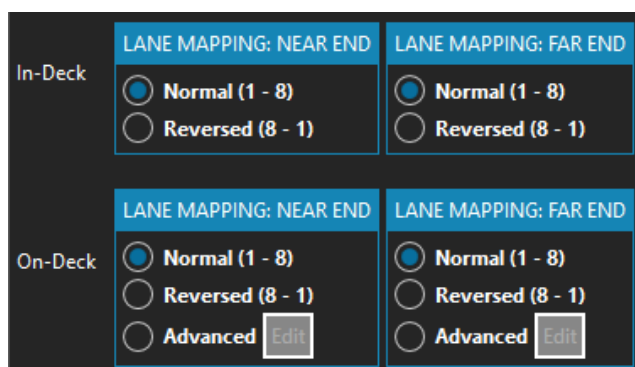 In-Deck
LANE MAPPING: NEAR END
Normal (1 - 8)
Reversed (8 - 1)
LANE MAPPING: FAR END
Normal (1 - 8)
Reversed (8 - 1)
On-Deck
LANE MAPPING: NEAR END
Normal (1 - 8)
Reversed (8 - 1)
Advanced Edit
LANE MAPPING: FAR END
Normal (1 - 8)
Reversed (8 - 1)
Advanced Edit